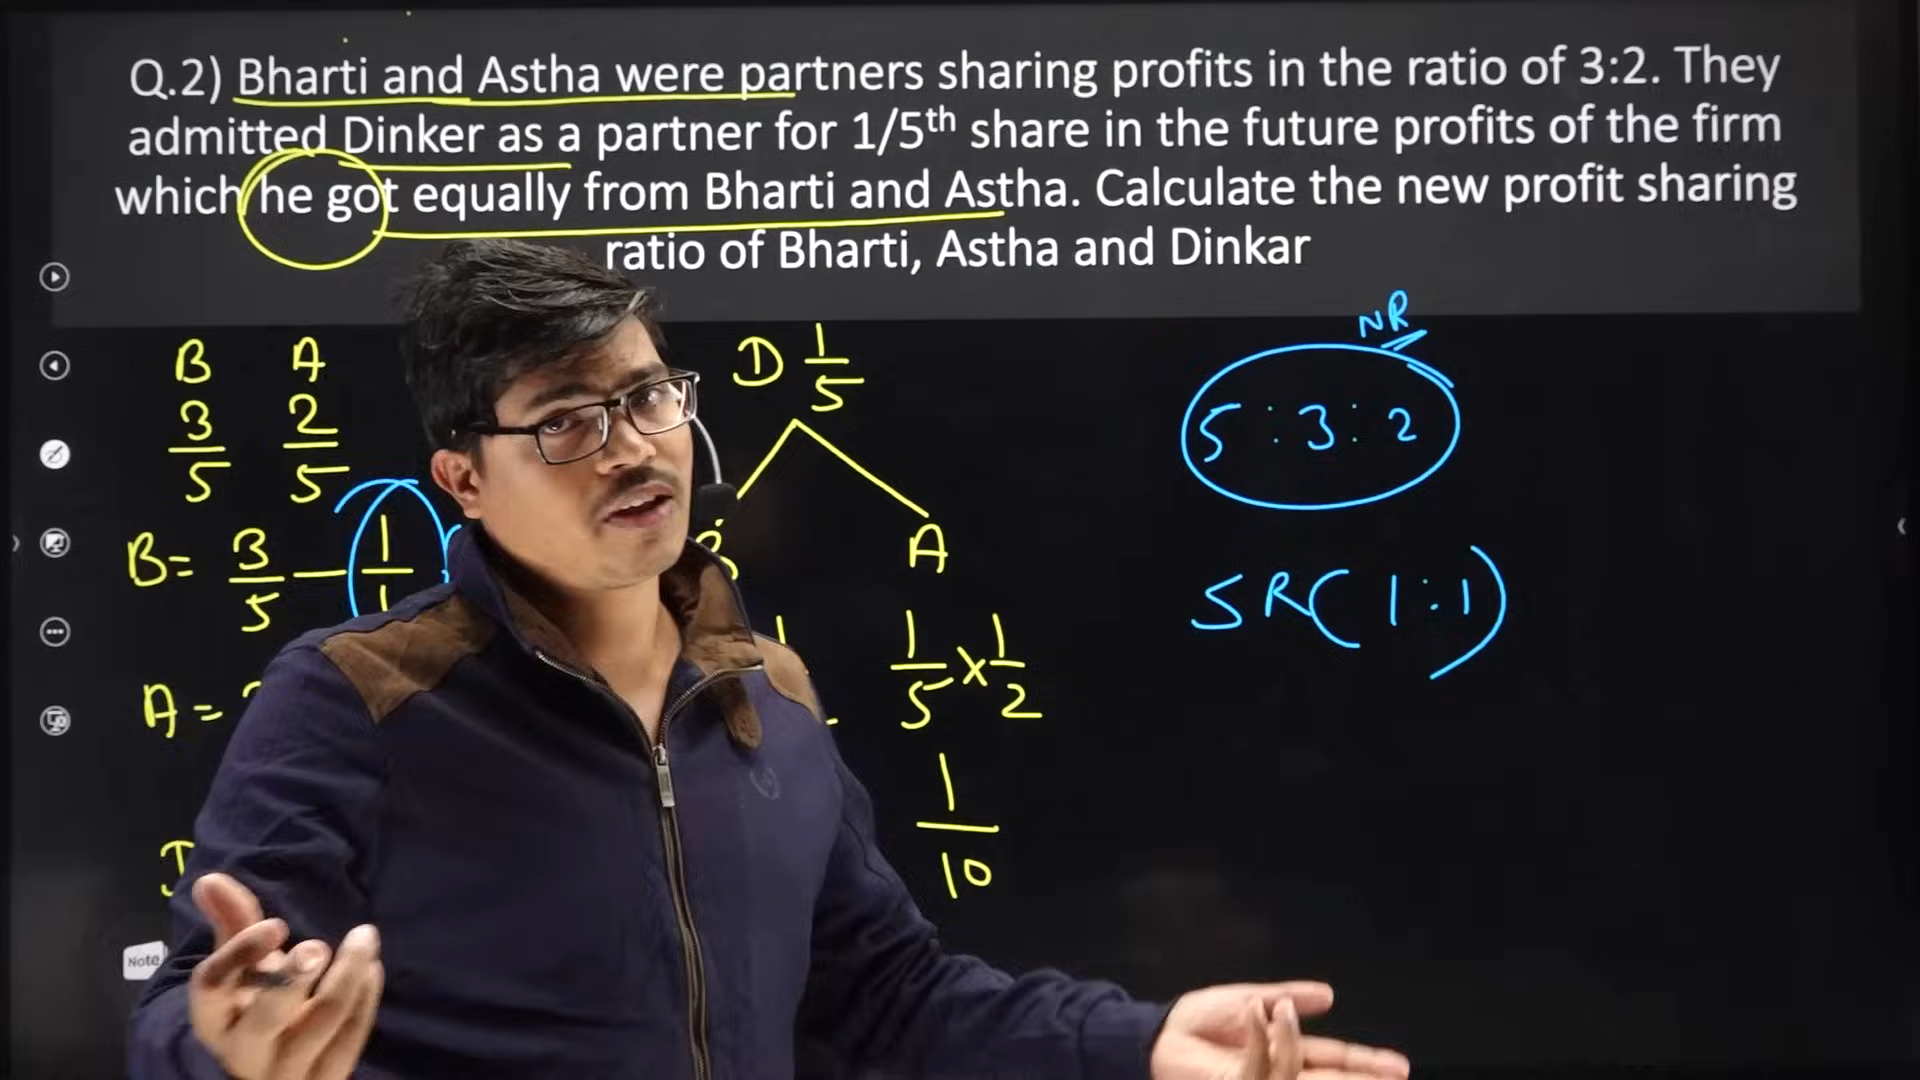 Q.2) Bharti and Astha were partners sharing profits in the ratio of 3:2. They
admitted Dinker as a partner for 1/5th share in the future profits of the firm
which he got equally from Bharti and Astha. Calculate the new profit sharing
ratio of Bharti, Astha and Dinkar
NR
B A
3/5 2/5
D 1/5
5 : 3 : 2
B = 3/5 - 1
A
SR (1:1)
A =
1/5 × 1/2
1/10
Note